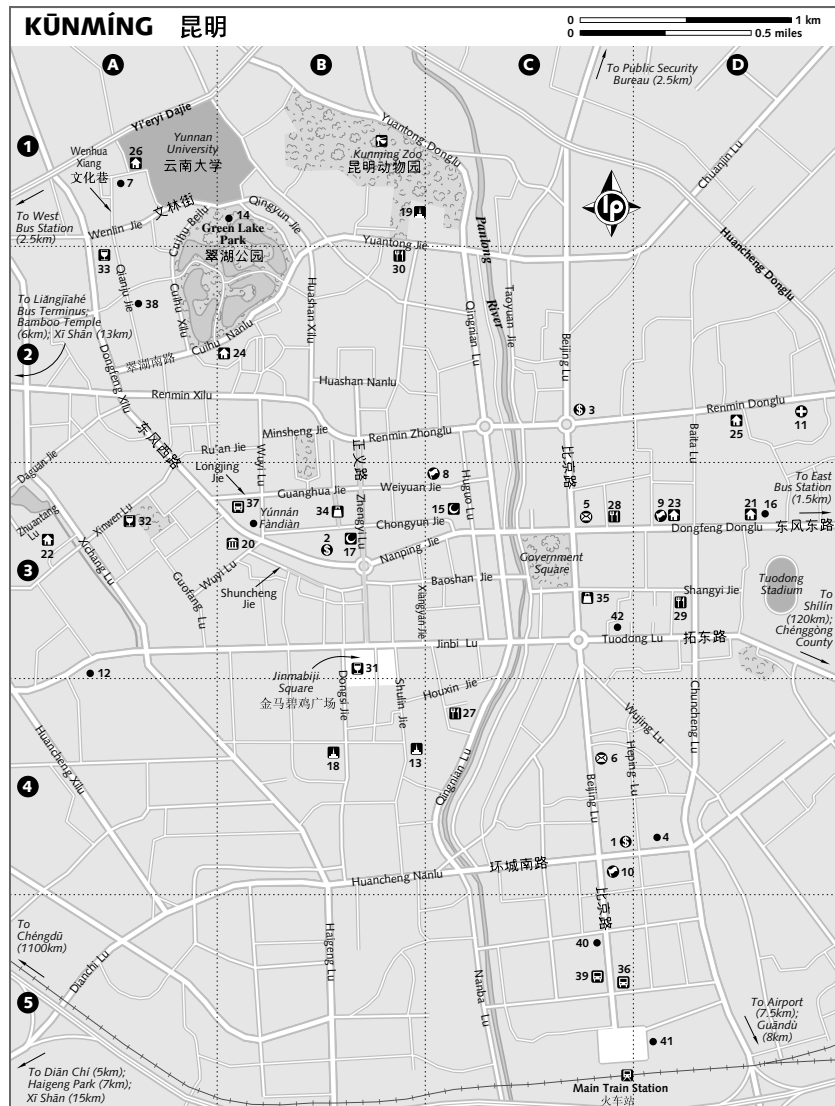 KŪNMÍNG 昆明
0 1 km
0 0.5 miles
A
B
C
D
To Public Security
Bureau (2.5km)
1
Yi'eryi Dajie
Yunnan
University
云南大学
Kunming Zoo
昆明动物园
Yuantong Donglu
Chuanjin Lu
Wenhua
Xiang
文化巷
26
7
To West
Bus Station
(2.5km)
Wenlin Jie
文林街
Cuihu Beilu
14
Green Lake
Park
翠湖公园
Qingyun Jie
19
Yuantong Jie
30
Panlong
River
lp
Huancheng Donglu
33
Qianju Jie
38
Cuihu Xilu
Huashan Xilu
Qingnian Lu
Taoyuan Jie
Beijing Lu
To Liāngjiāhé
Bus Terminus;
Bamboo Temple
(6km); Xī Shān (13km)
2
Cuihu Nanlu
翠湖南路
24
Dongfeng Xilu
Huashan Nanlu
Renmin Xilu
3
Renmin Donglu
25
11
东风西路
Minsheng Jie
Renmin Zhonglu
正义路
比京路
Baita Lu
Daguan Jie
Ru'an Jie
Longjing
Jie
Wuyi Lu
8
Huguo Lu
Guanghua Jie
Weiyuan Jie
Zhengyi Lu
To East
Bus Station
(1.5km)
37
Yúnnán
Fàndiàn
34
15
Chongyun Jie
5
28
9
23
21
16
Dongfeng Donglu
东风东路
Zhuantang
Lu
22
Xinwen Lu
32
20
2
17
Nanping Jie
3
Xichang Lu
Guofang Lu
Wuyi Lu
Shuncheng
Jie
Baoshan Jie
Xiangyun Jie
Government
Square
35
42
Shangyi Jie
29
Tuodong
Stadium
To
Shílín
(120km);
Chénggòng
County
Jinbi Lu
Tuodong Lu
拓东路
12
Jinmabiji
Square
金马碧鸡广场
31
Dongsi Jie
Shulin Jie
Houxin Jie
27
Wujing Lu
Chuncheng Lu
Huancheng Xilu
18
13
Qingnian Lu
6
Heping Lu
Beijing Lu
4
1
4
环城南路
10
Huancheng Nanlu
比京路
To
Chéngdū
(1100km)
Dianchi Lu
Haigeng Lu
Nanba Lu
40
39
36
5
To Airport
(7.5km);
Guāndù
(8km)
41
To Diān Chí (5km);
Haigeng Park (7km);
Xī Shān (15km)
Main Train Station
火车站